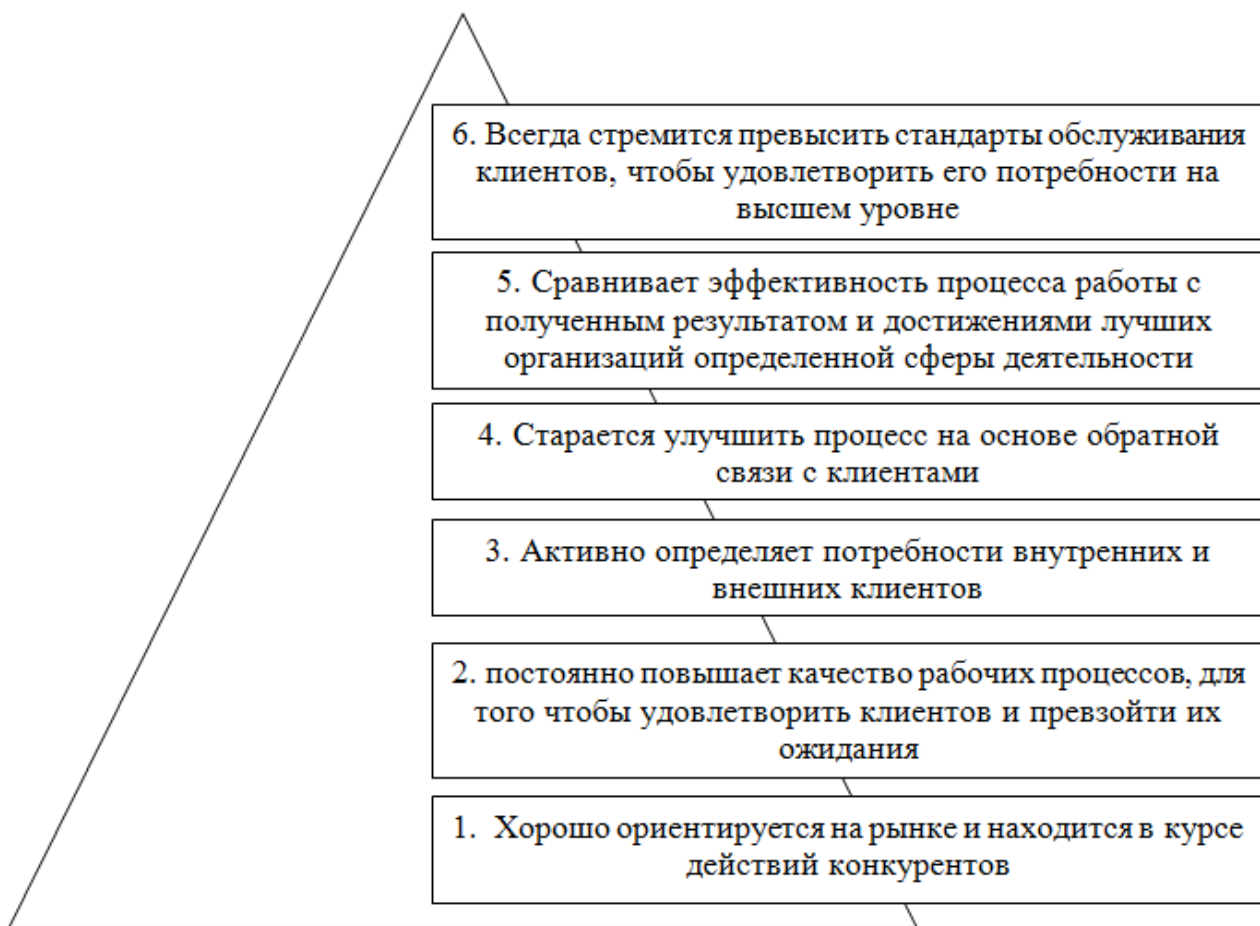 6. Всегда стремится превысить стандарты обслуживания
клиентов, чтобы удовлетворить его потребности на
высшем уровне
5. Сравнивает эффективность процесса работы с
полученным результатом и достижениями лучших
организаций определенной сферы деятельности
4. Старается улучшить процесс на основе обратной
связи с клиентами
3. Активно определяет потребности внутренних и
внешних клиентов
2. постоянно повышает качество рабочих процессов, для
того чтобы удовлетворить клиентов и превзойти их
ожидания
1. Хорошо ориентируется на рынке и находится в курсе
действий конкурентов